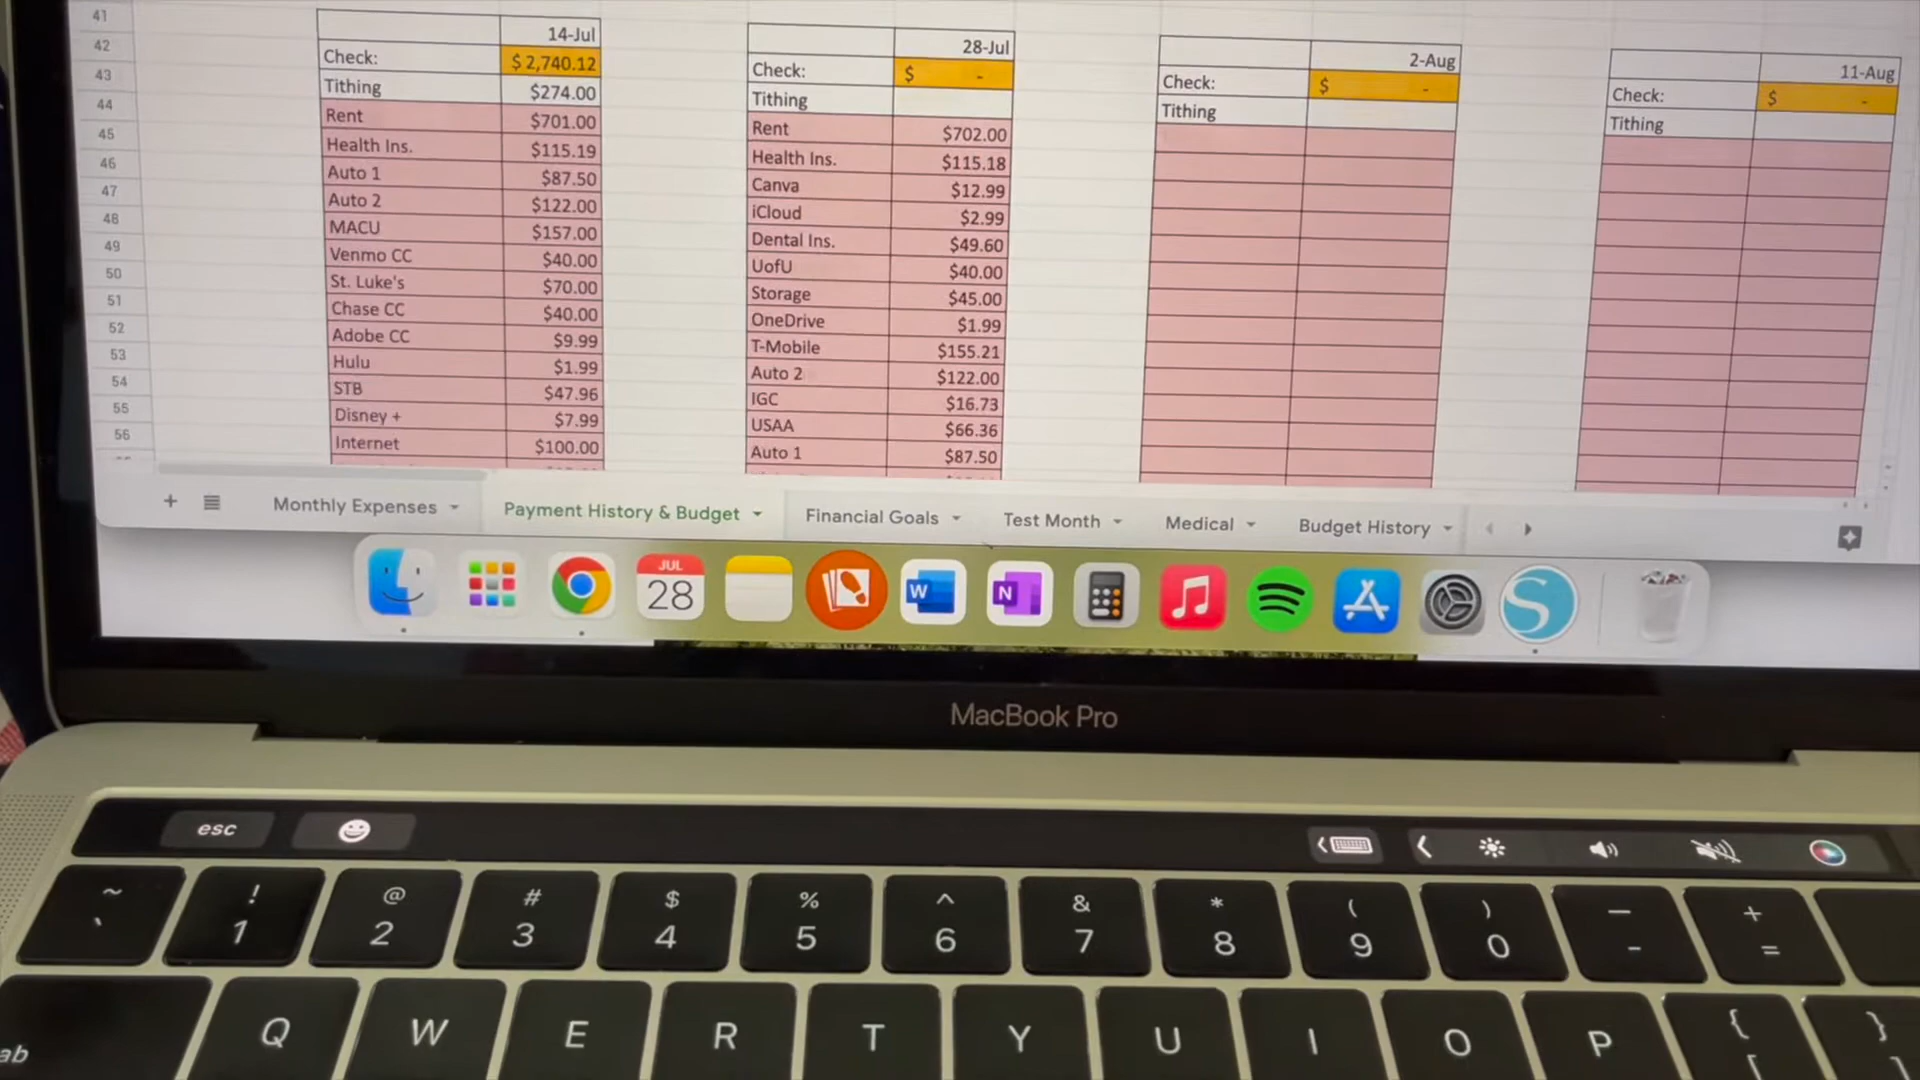 41
42
43
44
45
46
47
48
49
50
51
52
53
54
55
56
14-Jul
Check: $ 2,740.12
Tithing $274.00
Rent $701.00
Health Ins. $115.19
Auto 1 $87.50
Auto 2 $122.00
MACU $157.00
Venmo CC $40.00
St. Luke's $70.00
Chase CC $40.00
Adobe CC $9.99
Hulu $1.99
STB $47.96
Disney + $7.99
Internet $100.00
28-Jul
Check: $ -
Tithing
Rent $702.00
Health Ins. $115.18
Canva $12.99
iCloud $2.99
Dental Ins. $49.60
UofU $40.00
Storage $45.00
OneDrive $1.99
T-Mobile $155.21
Auto 2 $122.00
IGC $16.73
USAA $66.36
Auto 1 $87.50
2-Aug
Check: $ -
Tithing
11-Aug
Check: $ -
Tithing
+ Monthly Expenses Payment History & Budget Financial Goals Test Month Medical Budget History
JUL
28
W
N
S
MacBook Pro
esc
~ ! @ # $ % ^ & * ( ) — +
` 1 2 3 4 5 6 7 8 9 0 - =
ab Q W E R T Y U I O P { }
[ ]